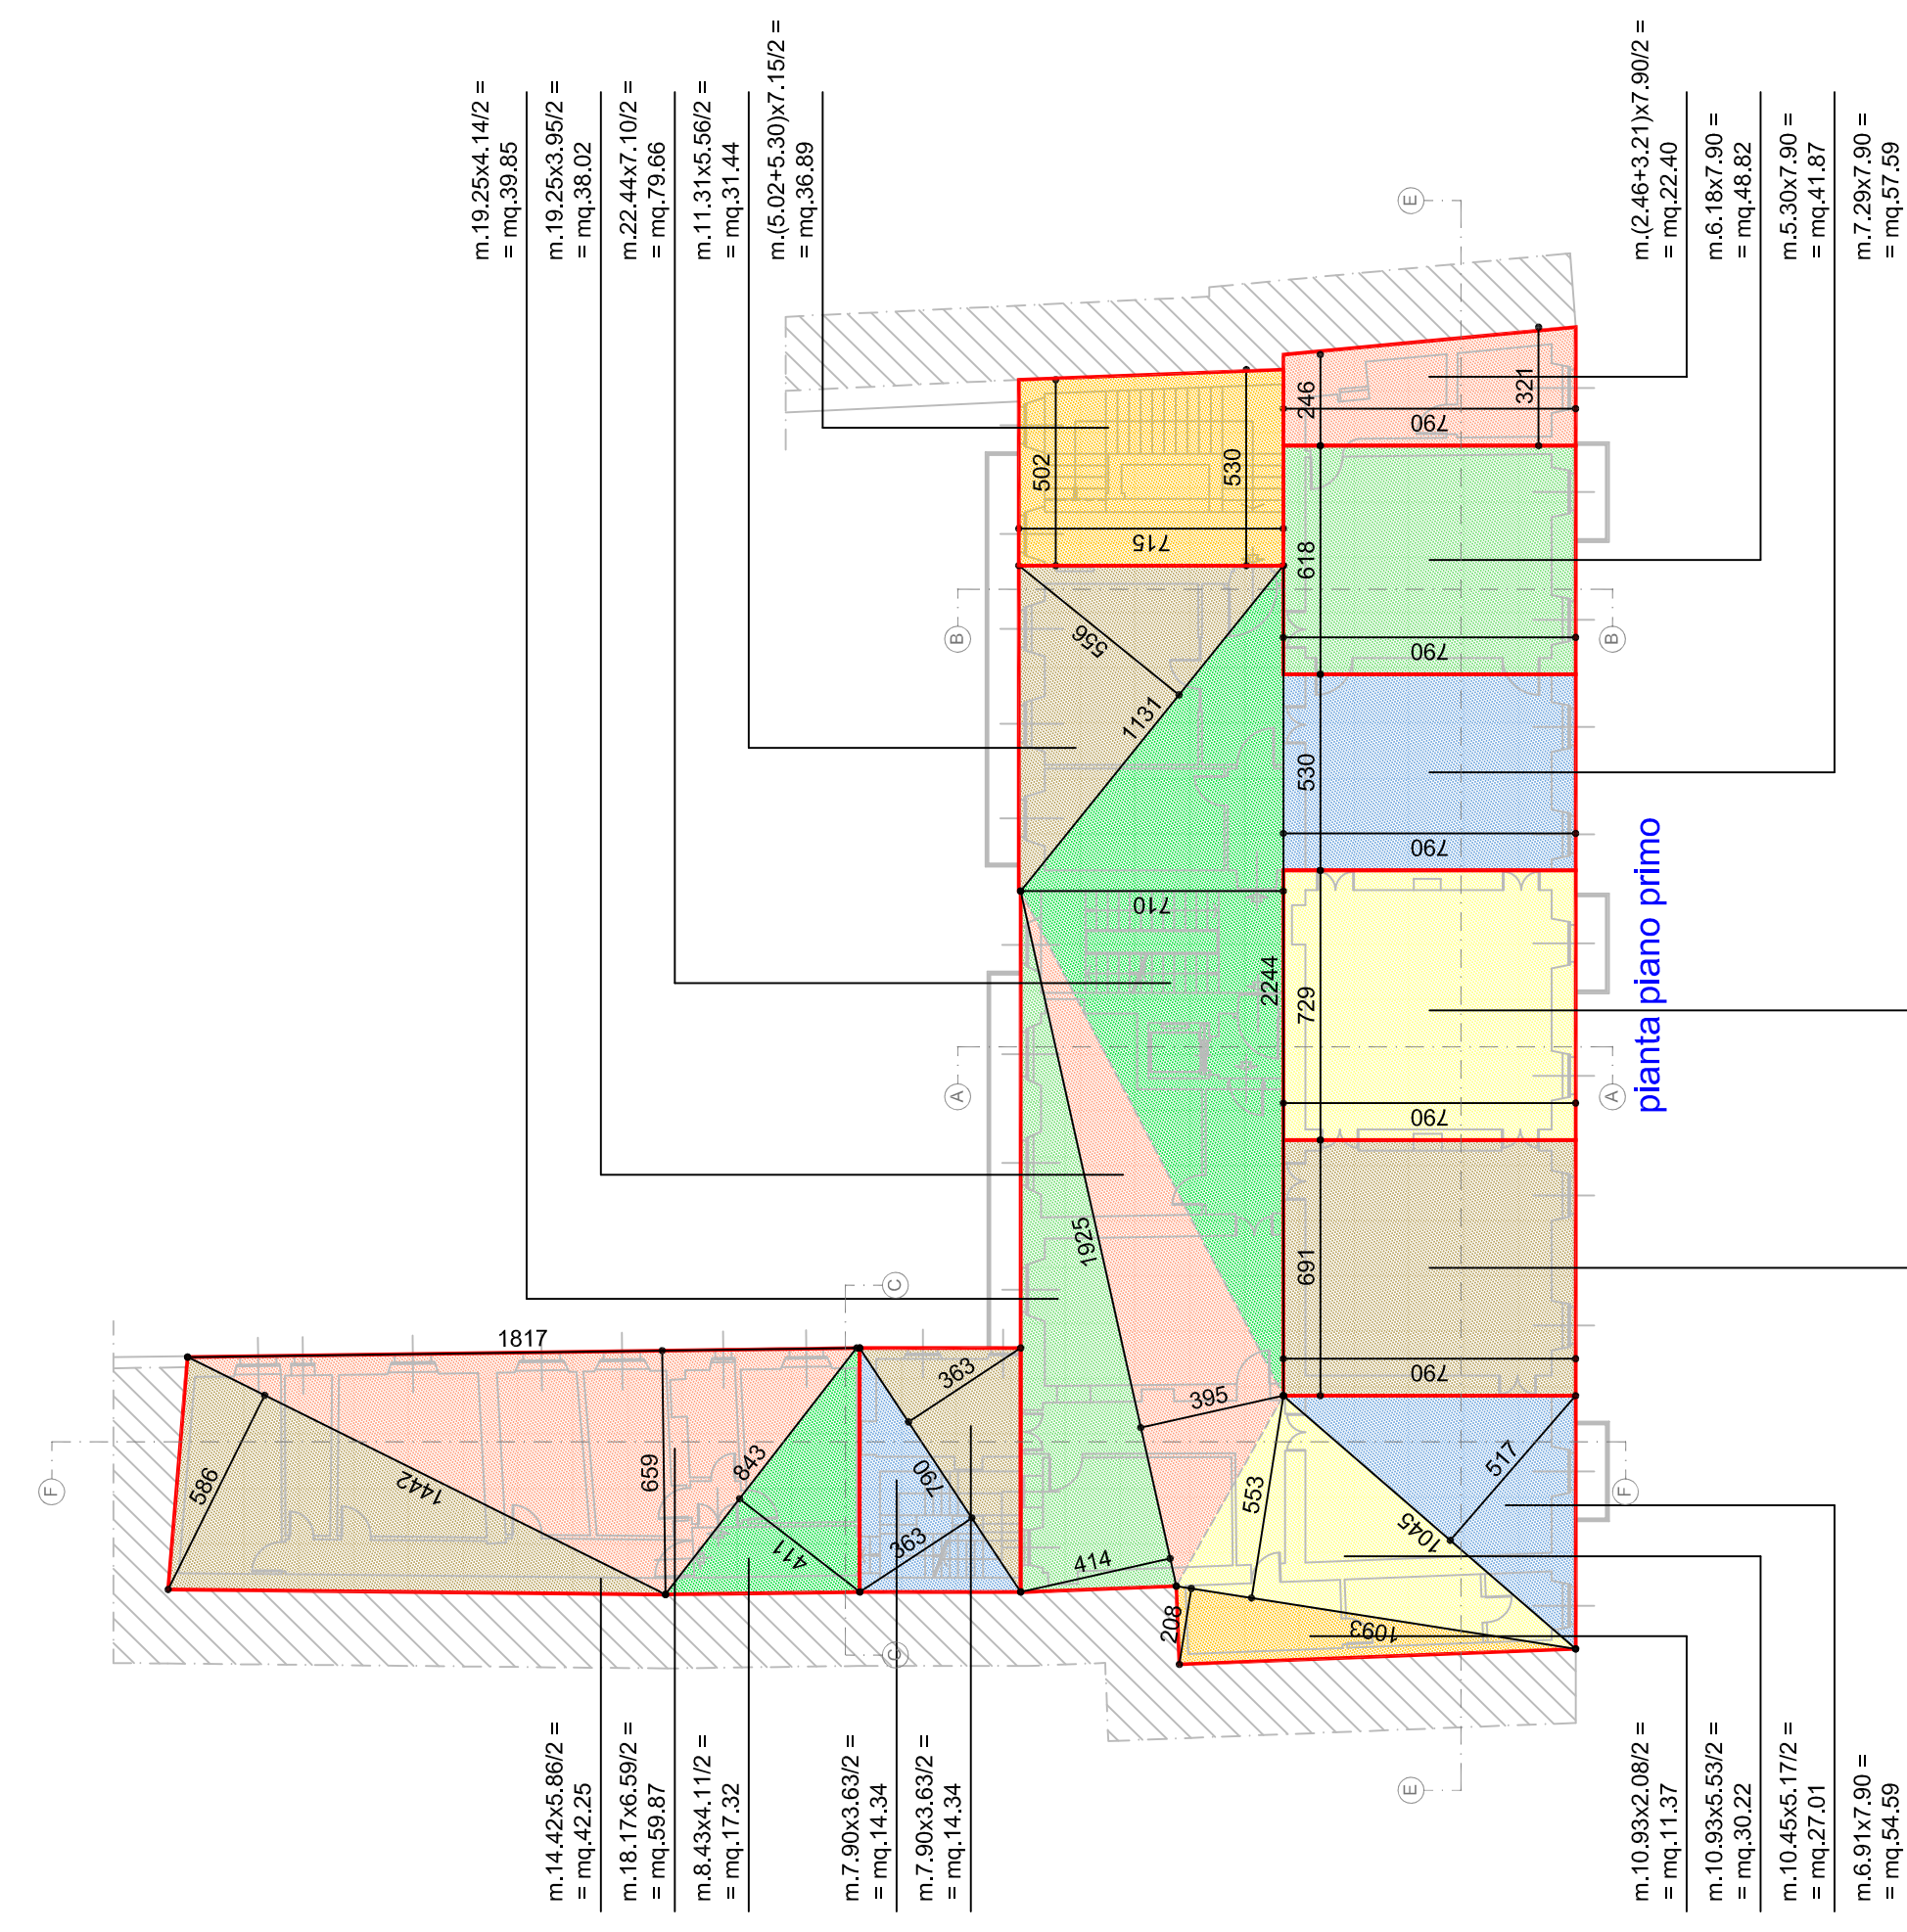 m.19.25x4.14/2 =
= mq.39.85
m.19.25x3.95/2 =
= mq.38.02
m.22.44x7.10/2 =
= mq.79.66
m.11.31x5.56/2 =
= mq.31.44
m.(5.02+5.30)x7.15/2 =
= mq.36.89
m.(2.46+3.21)x7.90/2 =
= mq.22.40
m.6.18x7.90 =
= mq.48.82
m.5.30x7.90 =
= mq.41.87
m.7.29x7.90 =
= mq.57.59
E
502
530
715
246
321
790
618
790
B
B
556
1131
530
790
710
2244
729
790
A
A
pianta piano primo
1925
691
790
395
414
C
C
1817
586
1442
659
843
411
363
790
363
F
F
553
517
1045
208
1093
E
m.14.42x5.86/2 =
= mq.42.25
m.18.17x6.59/2 =
= mq.59.87
m.8.43x4.11/2 =
= mq.17.32
m.7.90x3.63/2 =
= mq.14.34
m.7.90x3.63/2 =
= mq.14.34
m.10.93x2.08/2 =
= mq.11.37
m.10.93x5.53/2 =
= mq.30.22
m.10.45x5.17/2 =
= mq.27.01
m.6.91x7.90 =
= mq.54.59